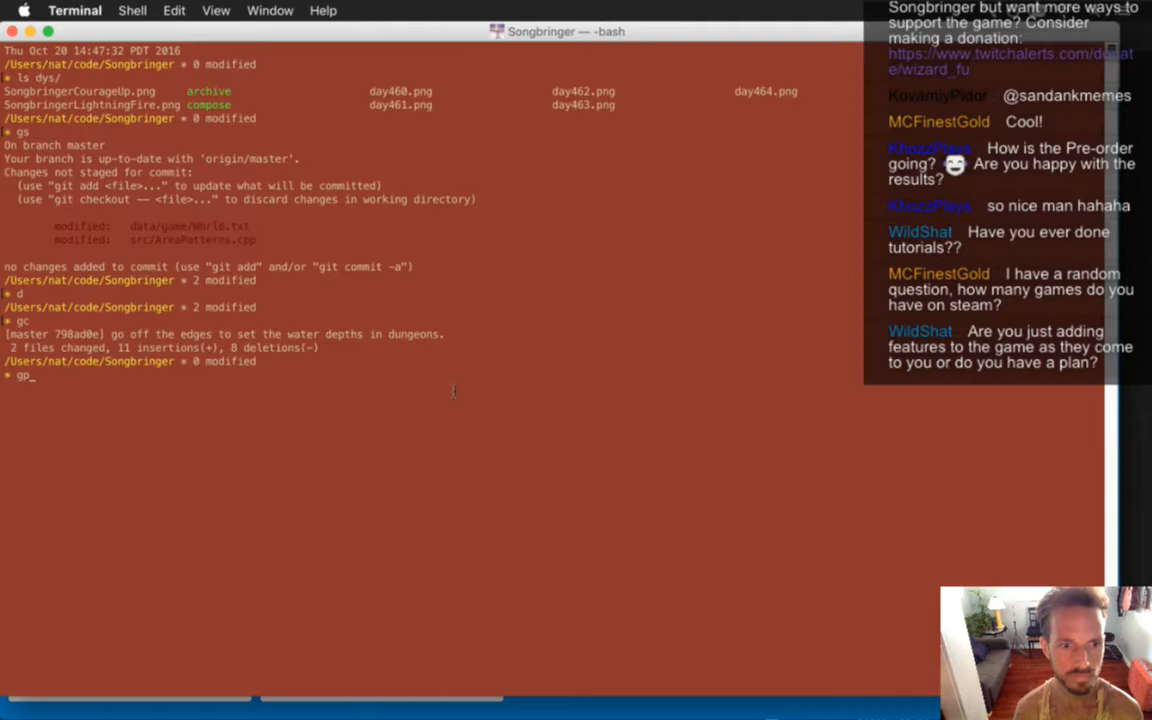 Terminal Shell Edit View Window Help
Songbringer — -bash
Thu Oct 20 14:47:32 PDT 2016
/Users/nat/code/Songbringer * 0 modified
* ls dys/
SongbringerCourageUp.png archive day460.png day462.png day464.png
SongbringerLightningFire.png compose day461.png day463.png
/Users/nat/code/Songbringer * 0 modified
* gs
On branch master
Your branch is up-to-date with 'origin/master'.
Changes not staged for commit:
(use "git add <file>..." to update what will be committed)
(use "git checkout -- <file>..." to discard changes in working directory)
modified: data/game/World.txt
modified: src/AreaPatterns.cpp
no changes added to commit (use "git add" and/or "git commit -a")
/Users/nat/code/Songbringer * 2 modified
* d
/Users/nat/code/Songbringer * 2 modified
* gc
[master 798ad0e] go off the edges to set the water depths in dungeons.
2 files changed, 11 insertions(+), 8 deletions(-)
/Users/nat/code/Songbringer * 0 modified
* gp_
Songbringer but want more ways to
support the game? Consider
making a donation:
https://www.twitchalerts.com/donat
e/wizard_fu
KovarniyPidor @sandankmemes
MCFinestGold Cool!
KhozzPlays How is the Pre-order
going? Are you happy with the
results?
KhozzPlays so nice man hahaha
WildShat Have you ever done
tutorials??
MCFinestGold I have a random
question, how many games do you
have on steam?
WildShat Are you just adding
features to the game as they come
to you or do you have a plan?